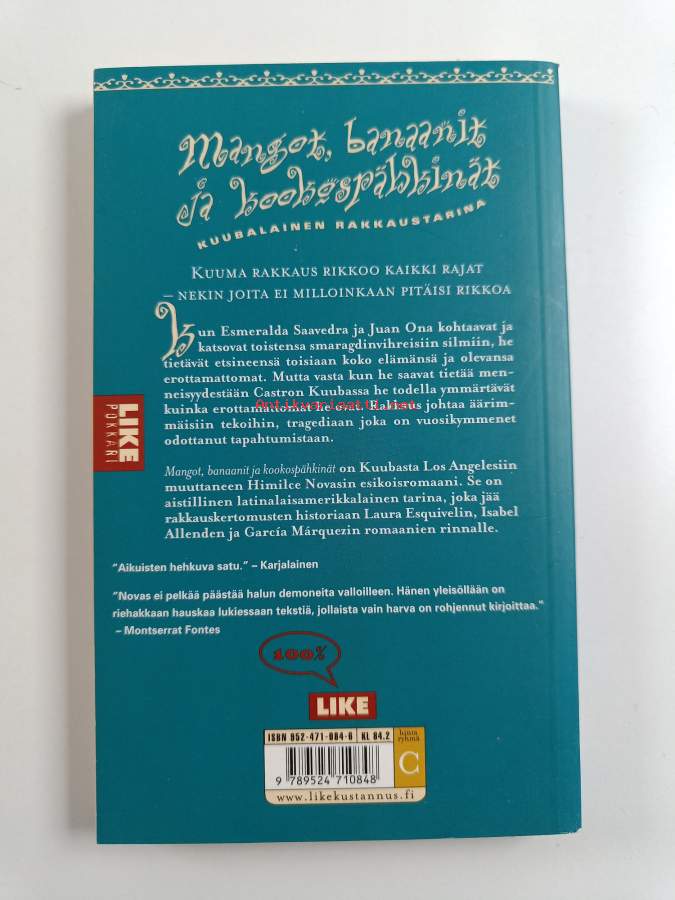 Mangot, banaanit
ja kookospähkinät
KUUBALAINEN RAKKAUSTARINA
KUUMA RAKKAUS RIKKOO KAIKKI RAJAT
– NEKIN JOITA EI MILLOINKAAN PITÄISI RIKKOA
kun Esmeralda Saavedra ja Juan Ona kohtaavat ja
katsovat toistensa smaragdinvihreisiin silmiin, he
tietävät etsineensä toisiaan koko elämänsä ja olevansa
erottamattomat. Mutta vasta kun he saavat tietää men-
neisyydestään Castron Kuubassa he todella ymmärtävät
kuinka erottamattomat he ovat. Rakkaus johtaa äärim-
mäisiin tekoihin, tragediaan joka on vuosikymmenet
odottanut tapahtumistaan.
Antikvariaatti.net
LIKE
POKKARI
Mangot, banaanit ja kookospähkinät on Kuubasta Los Angelesiin
muuttaneen Himilce Novasin esikoisromaani. Se on
aistillinen latinalaisamerikkalainen tarina, joka jää
rakkauskertomusten historiaan Laura Esquivelin, Isabel
Allenden ja García Márquezin romaanien rinnalle.
"Aikuisten hehkuva satu." – Karjalainen
"Novas ei pelkää päästää halun demoneita valloilleen. Hänen yleisöllään on
riehakkaan hauskaa lukiessaan tekstiä, jollaista vain harva on rohjennut kirjoittaa."
– Montserrat Fontes
100%
LIKE
ISBN 952-471-084-6 KL 84.2
hinta
ryhmä
C
9 789524 710848
www.likekustannus.fi